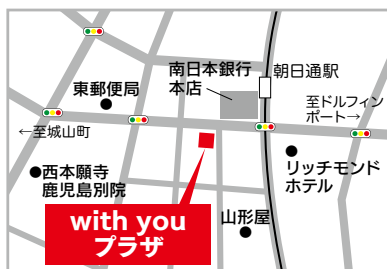 南日本銀行
本店
朝日通駅
東郵便局
至ドルフィン
ポート→
←至城山町
西本願寺
鹿児島別院
リッチモンド
ホテル
with you
プラザ
山形屋